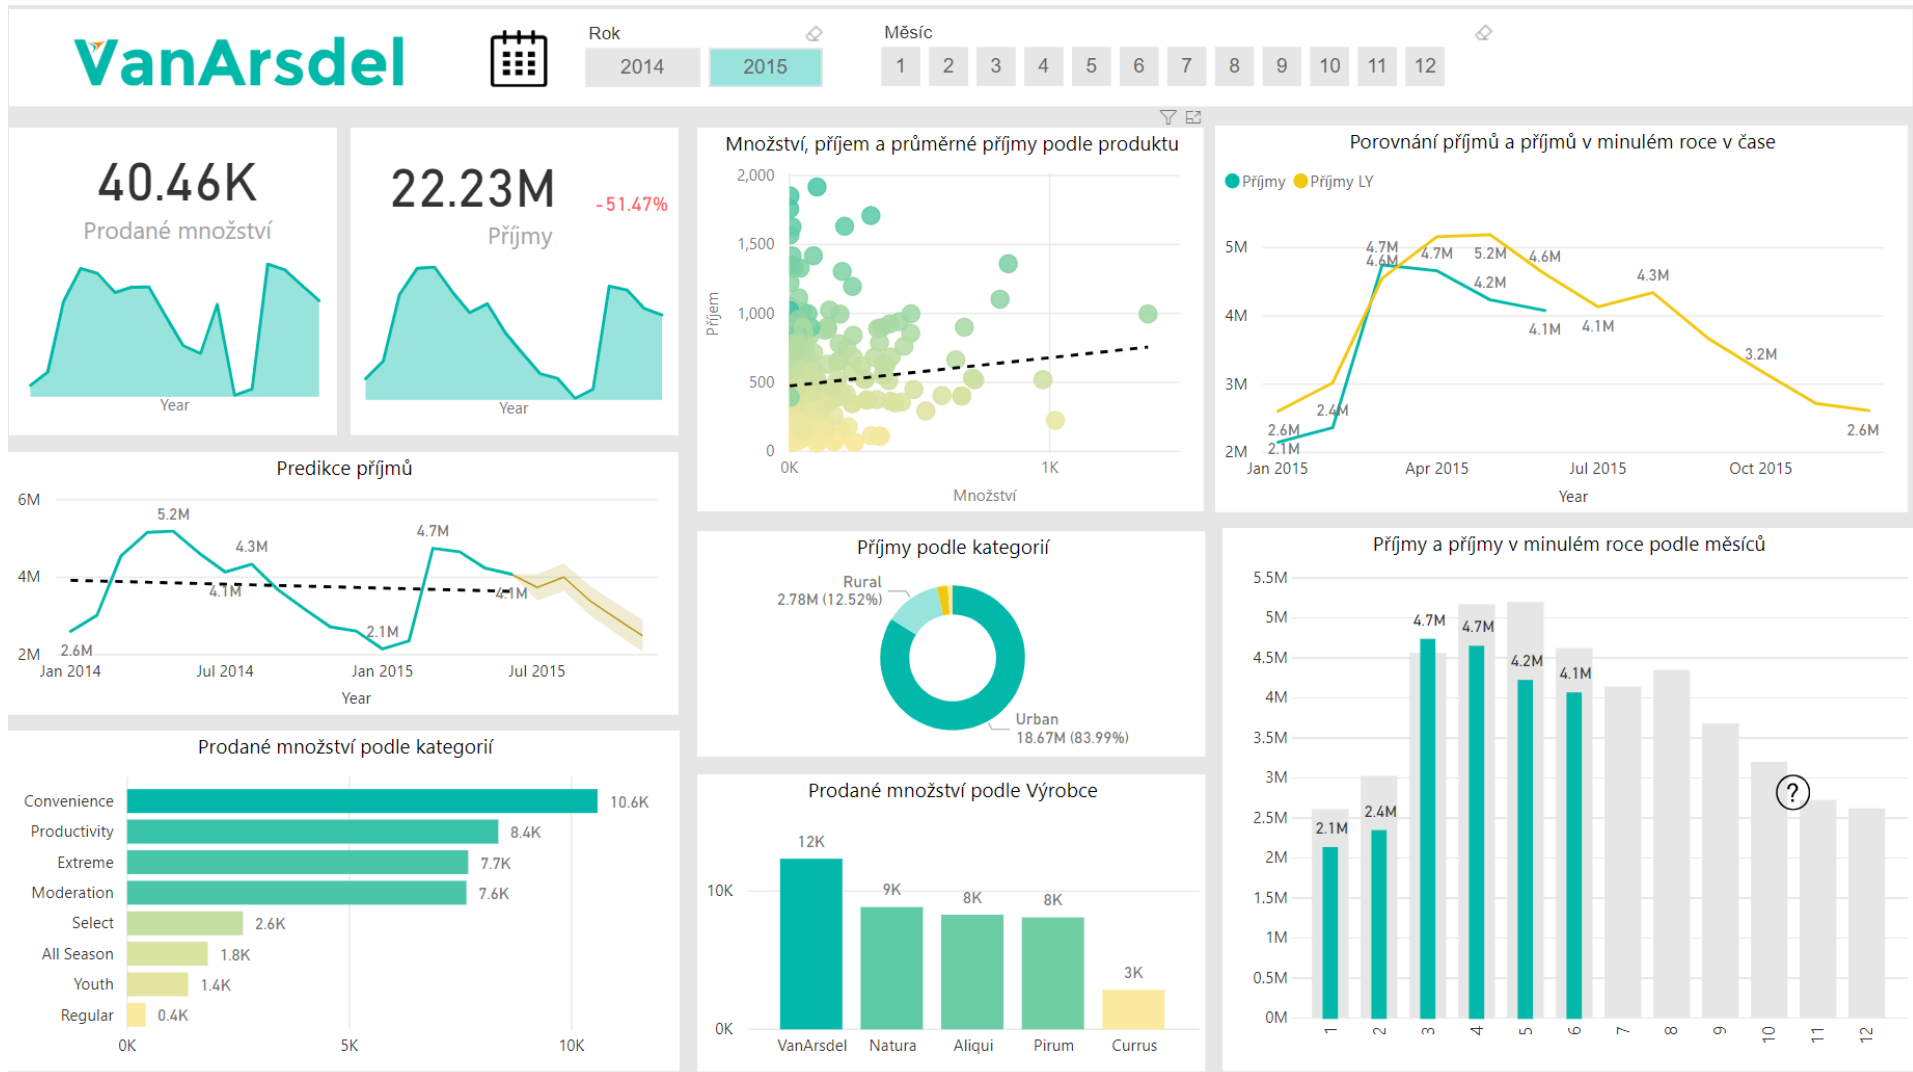 VanArsdel
Rok
2014
2015
Měsíc
1 2 3 4 5 6 7 8 9 10 11 12
40.46K
Prodané množství
Year
22.23M
-51.47%
Příjmy
Year
Množství, příjem a průměrné příjmy podle produktu
2,000
1,500
1,000
500
0
Příjem
0K 1K
Množství
Porovnání příjmů a příjmů v minulém roce v čase
Příjmy Příjmy LY
5M
4M
3M
2M
4.7M
4.6M
4.7M
5.2M
4.6M
4.2M
4.3M
4.1M
4.1M
3.2M
2.4M
2.6M
2.1M
2.6M
Jan 2015 Apr 2015 Jul 2015 Oct 2015
Year
Predikce příjmů
6M
4M
2M
5.2M
4.3M
4.7M
4.1M
4.1M
2.1M
2.6M
Jan 2014 Jul 2014 Jan 2015 Jul 2015
Year
Příjmy podle kategorií
Rural
2.78M (12.52%)
Urban
18.67M (83.99%)
Příjmy a příjmy v minulém roce podle měsíců
5.5M
5M
4.5M
4M
3.5M
3M
2.5M
2M
1.5M
1M
0.5M
0M
2.1M
2.4M
4.7M
4.7M
4.2M
4.1M
?
1 2 3 4 5 6 7 8 9 10 11 12
Prodané množství podle kategorií
Convenience 10.6K
Productivity 8.4K
Extreme 7.7K
Moderation 7.6K
Select 2.6K
All Season 1.8K
Youth 1.4K
Regular 0.4K
0K 5K 10K
Prodané množství podle Výrobce
10K
0K
12K
9K
8K
8K
3K
VanArsdel Natura Aliqui Pirum Currus